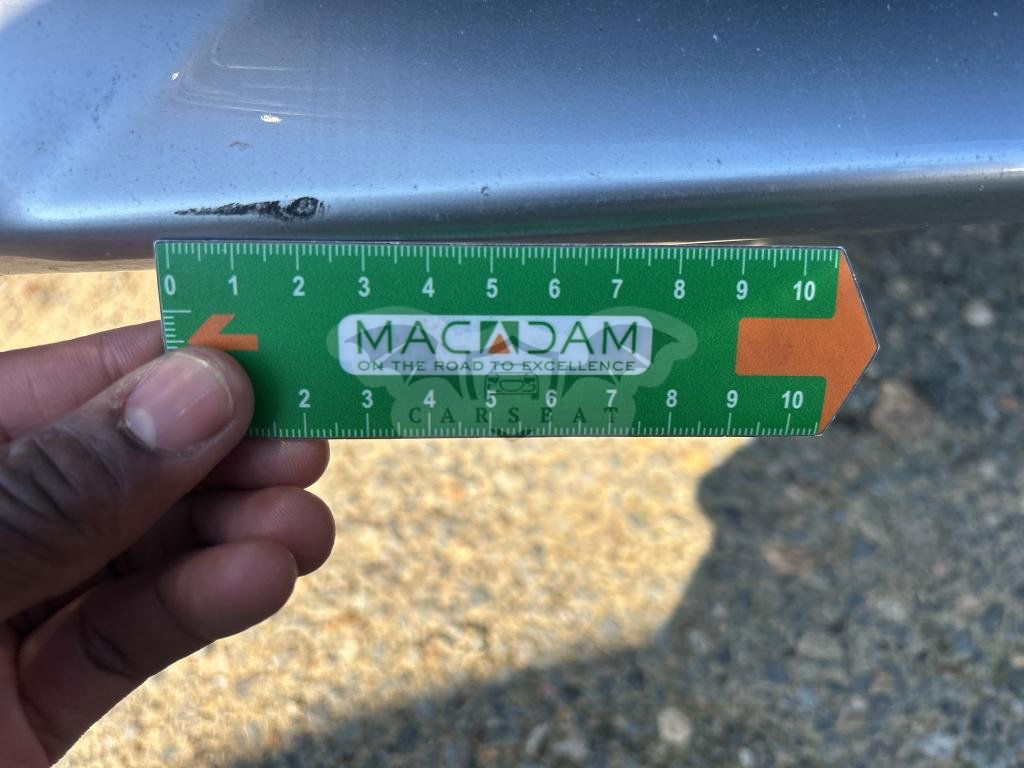 0 1 2 3 4 5 6 7 8 9 10
MACADAM
ON THE ROAD TO EXCELLENCE
2 3 4 5 6 7 8 9 10
CARSEAT